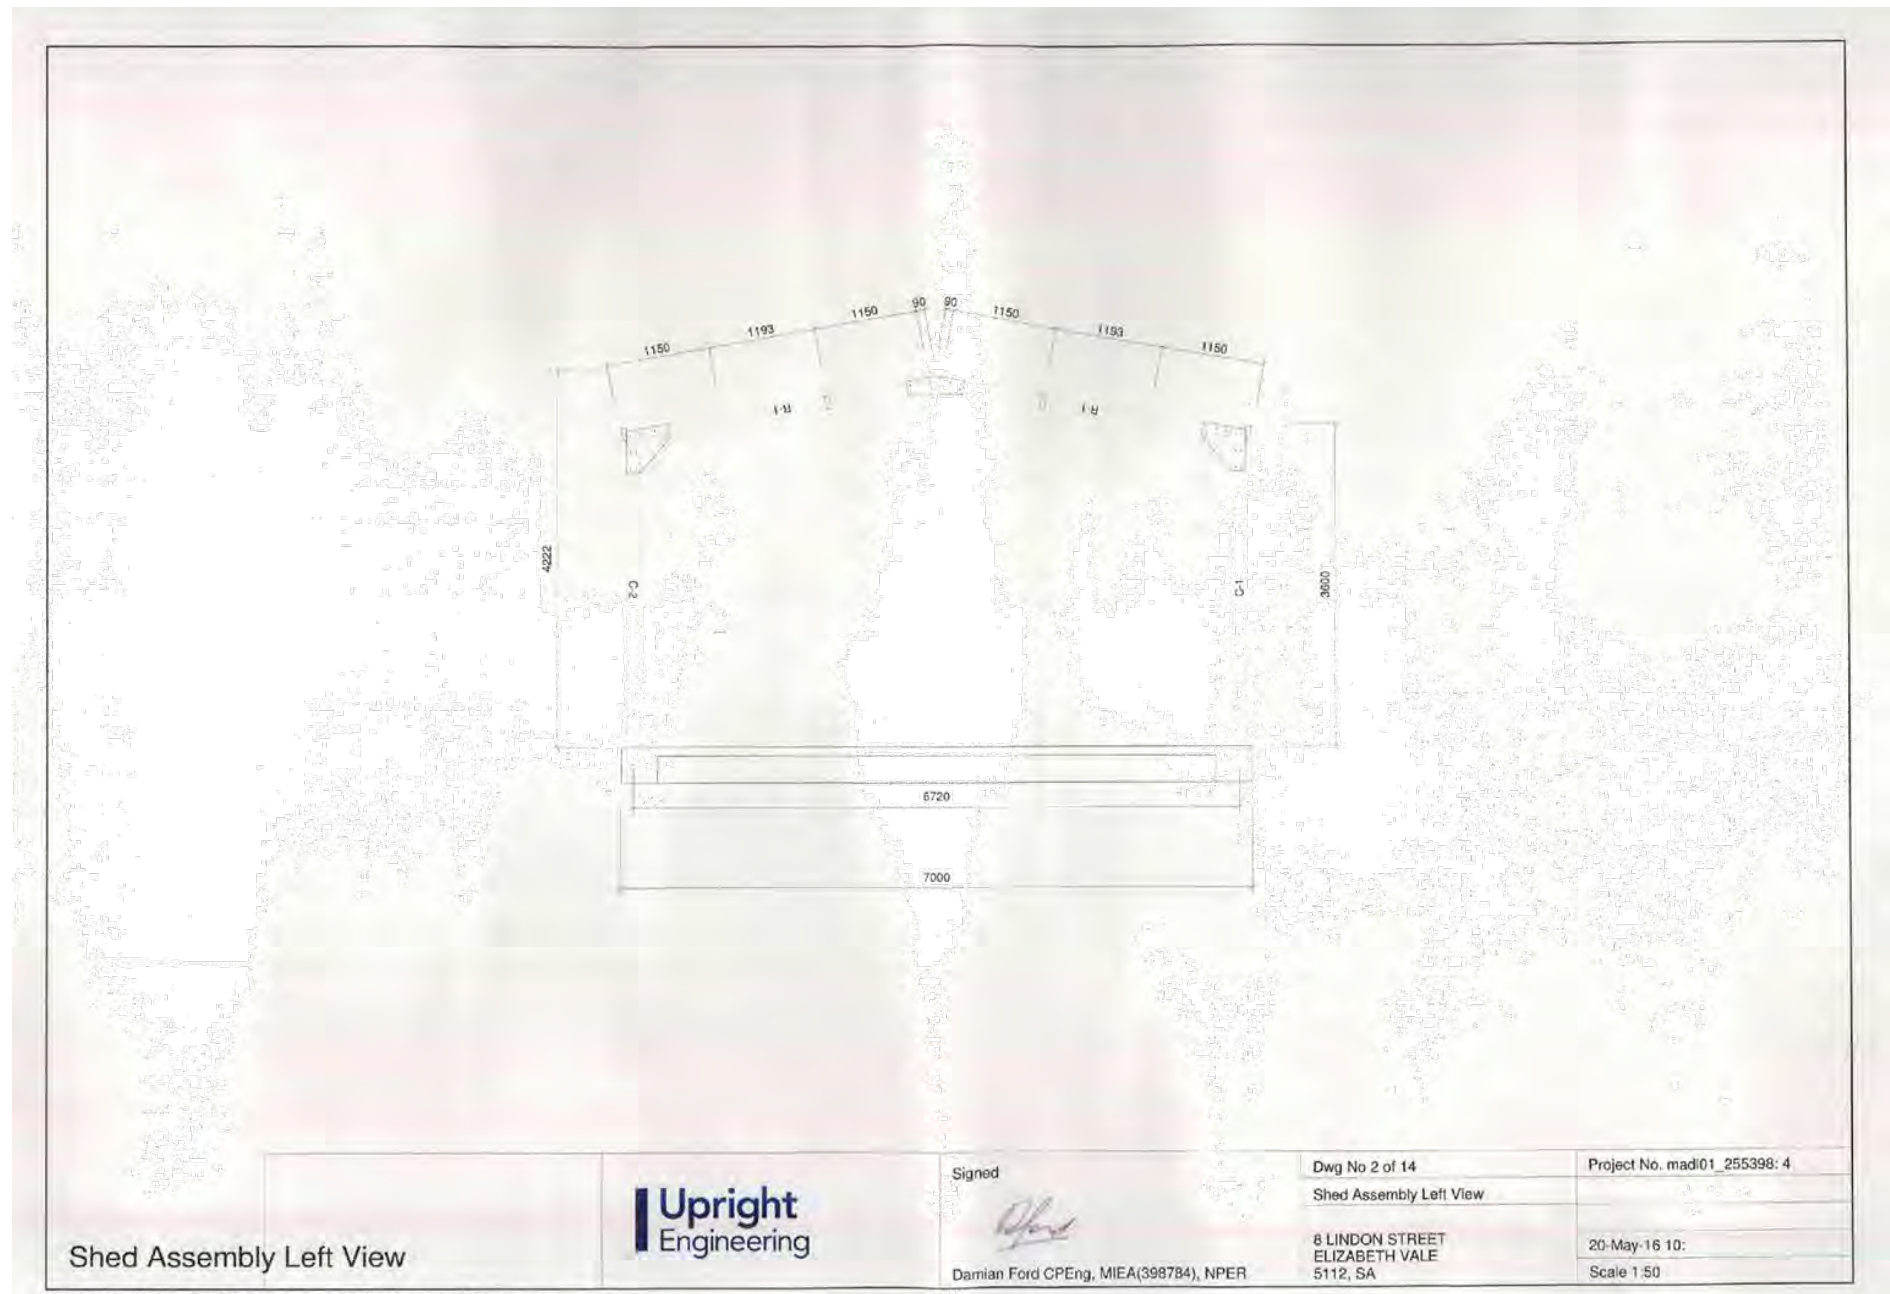 90 90
1150 1193 1150 1150 1193 1150
R-1 R-1
4222
C-2
C-1
3600
6720
7000
Shed Assembly Left View
Upright
Engineering
Signed
Damian Ford CPEng, MIEA(398784), NPER
Dwg No 2 of 14
Shed Assembly Left View
8 LINDON STREET
ELIZABETH VALE
5112, SA
Project No. madl01_255398: 4
20-May-16 10:
Scale 1:50